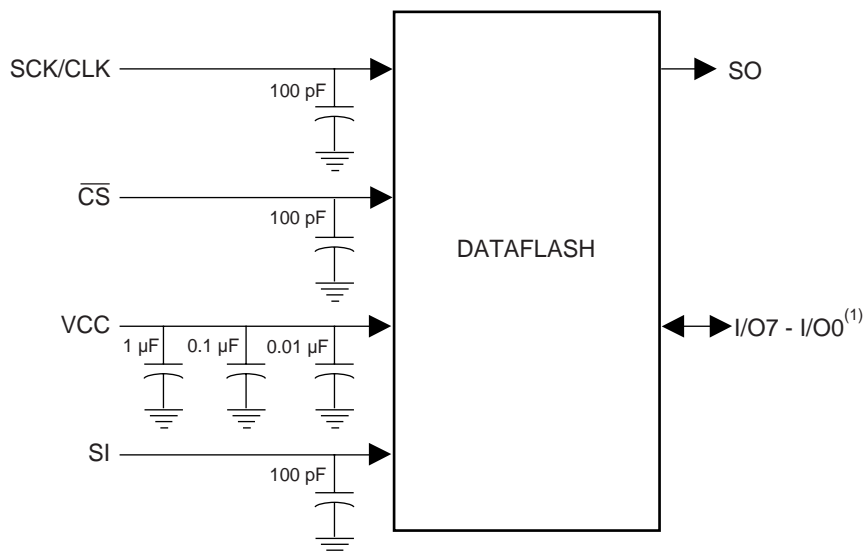 SCK/CLK
100 pF
SO
C̅S̅
100 pF
DATAFLASH
VCC
1 µF 0.1 µF 0.01 µF
I/O7 - I/O0(1)
SI
100 pF